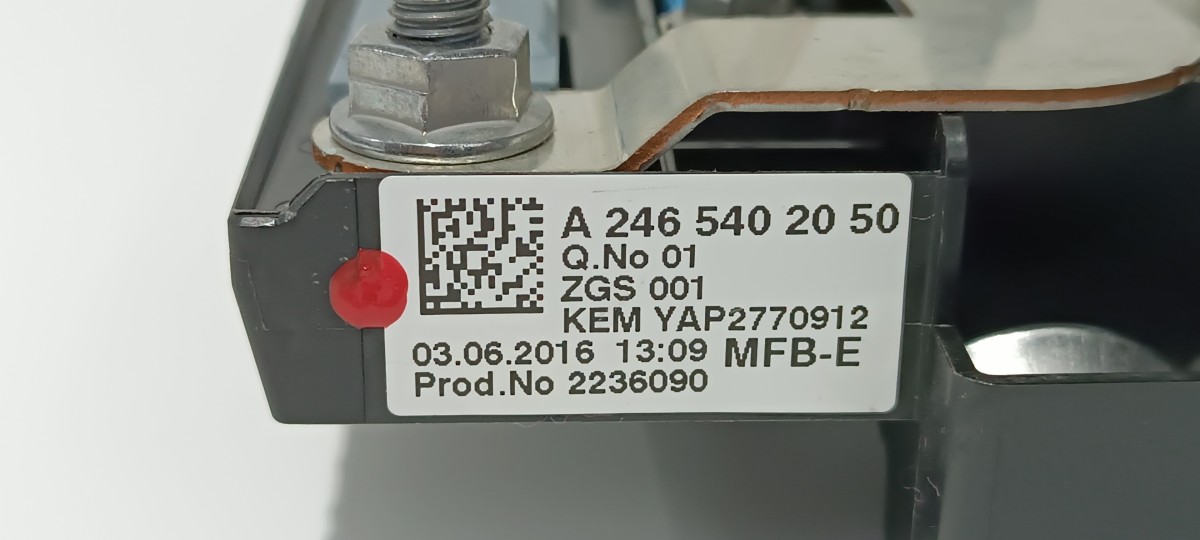 A 246 540 20 50
Q.No 01
ZGS 001
KEM YAP2770912
03.06.2016 13:09 MFB-E
Prod.No 2236090